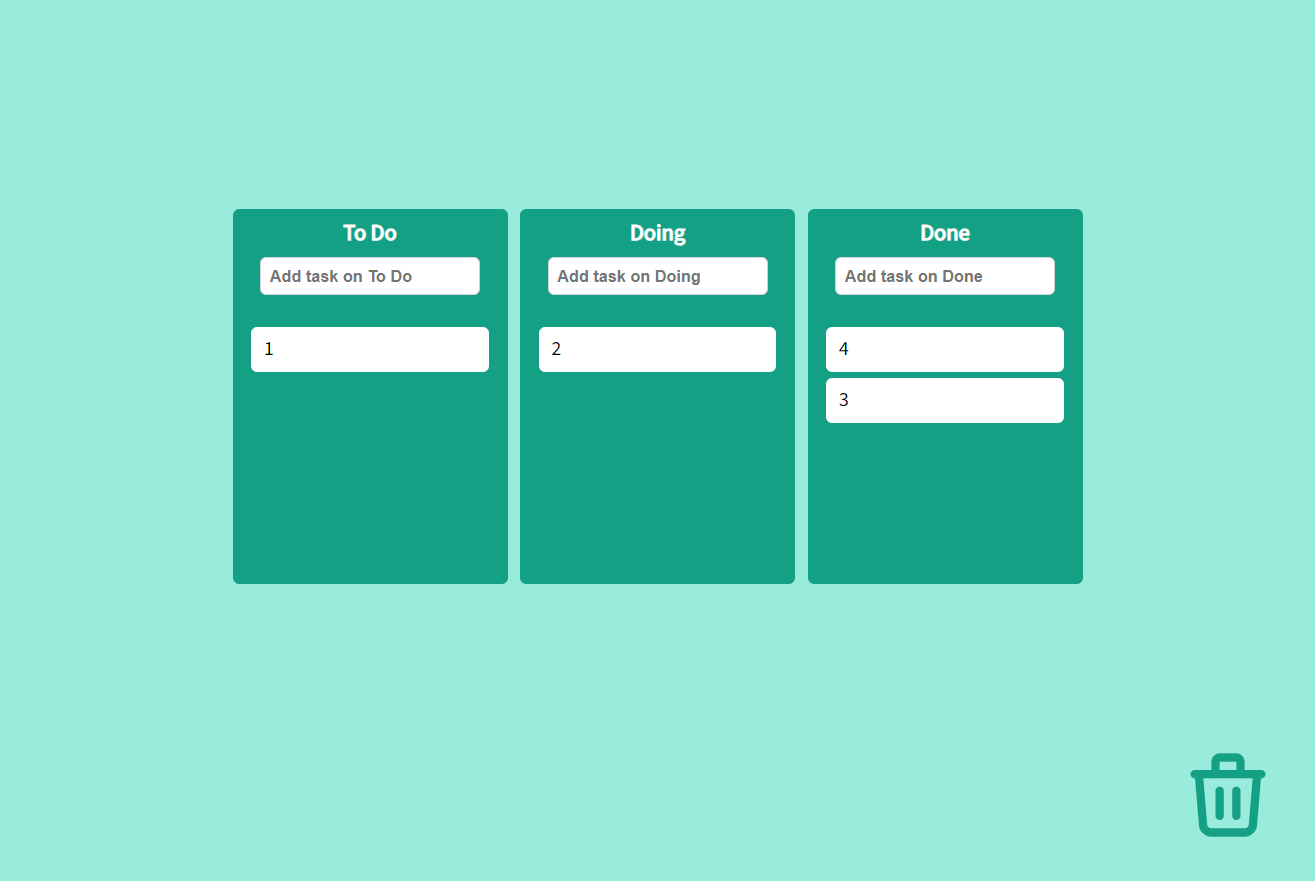 To Do
Add task on To Do
1
Doing
Add task on Doing
2
Done
Add task on Done
4
3